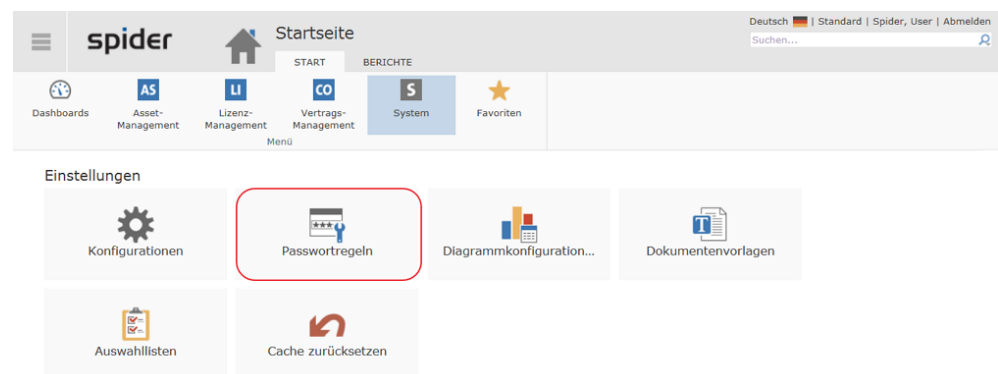 Deutsch | Standard | Spider, User | Abmelden
spider
Startseite
Suchen...
START BERICHTE
AS LI CO S
Dashboards Asset- Lizenz- Vertrags- System Favoriten
Management Management Management
Menü
Einstellungen
***
T
Konfigurationen Passwortregeln Diagrammkonfiguration... Dokumentenvorlagen
Auswahllisten Cache zurücksetzen